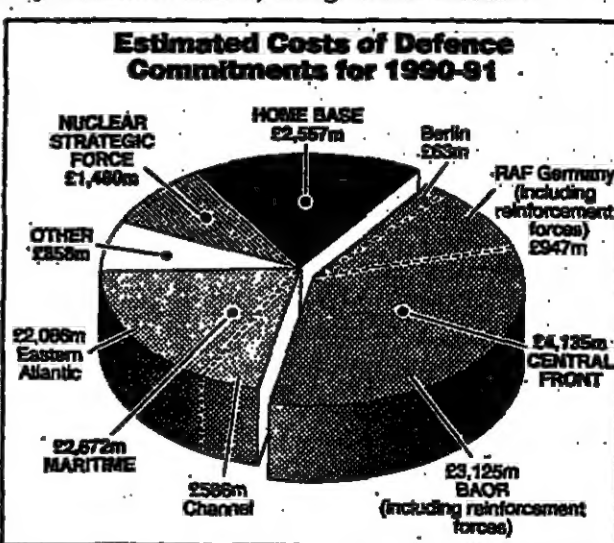 Estimated Costs of Defence
Commitments for 1990-91
HOME BASE
£2,557m
NUCLEAR
STRATEGIC
FORCE
£1,480m
Berlin
£63m
RAF Germany
(including
reinforcement
forces)
£947m
OTHER
£858m
£2,086m
Eastern
Atlantic
£4,135m
CENTRAL
FRONT
£2,672m
MARITIME
£586m
Channel
£3,125m
BAOR
(including reinforcement
forces)